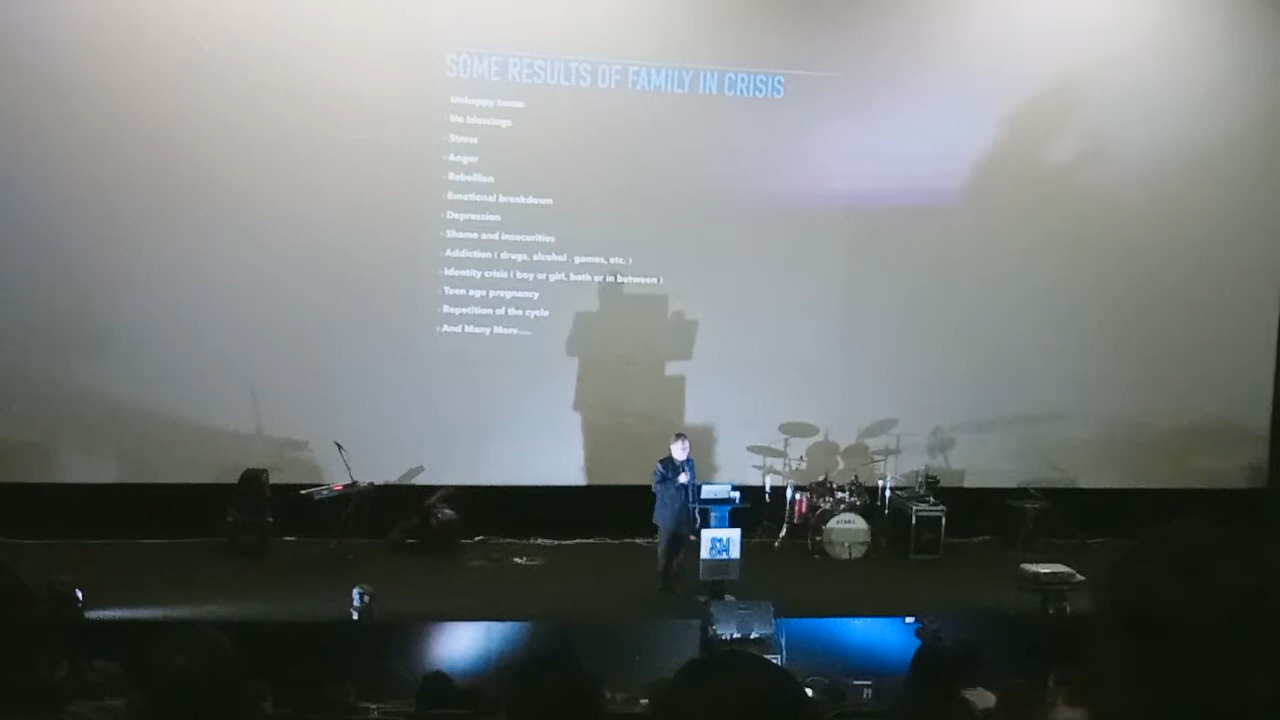 SOME RESULTS OF FAMILY IN CRISIS
Unhappy home
No blessings
Stress
Anger
Rebellion
Emotional breakdown
Depression
Shame and insecurities
Addiction ( drugs, alcohol , games, etc. )
Identity crisis ( boy or girl, both or in between )
Teen age pregnancy
Repetition of the cycle
And Many More....
SM
TAMA